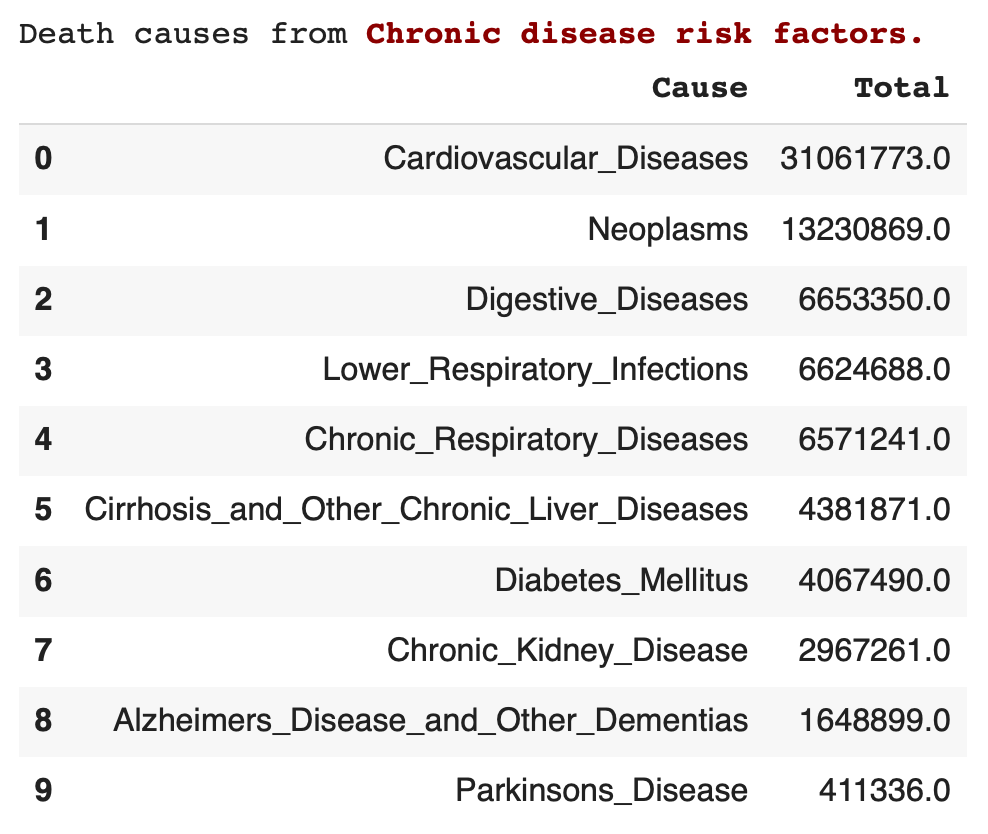 Death causes from Chronic disease risk factors.
Cause Total
0 Cardiovascular_Diseases 31061773.0
1 Neoplasms 13230869.0
2 Digestive_Diseases 6653350.0
3 Lower_Respiratory_Infections 6624688.0
4 Chronic_Respiratory_Diseases 6571241.0
5 Cirrhosis_and_Other_Chronic_Liver_Diseases 4381871.0
6 Diabetes_Mellitus 4067490.0
7 Chronic_Kidney_Disease 2967261.0
8 Alzheimers_Disease_and_Other_Dementias 1648899.0
9 Parkinsons_Disease 411336.0